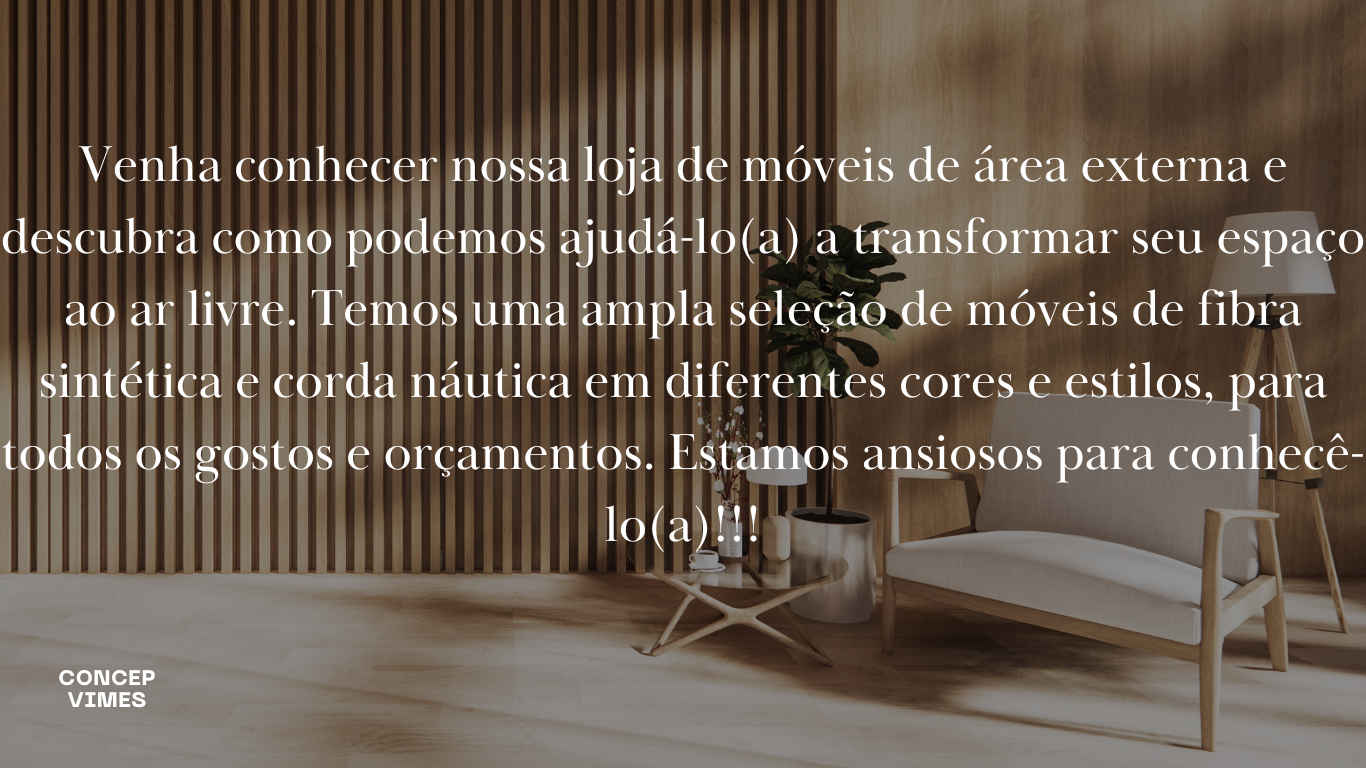 Venha conhecer nossa loja de móveis de área externa e
descubra como podemos ajudá-lo(a) a transformar seu espaço
ao ar livre. Temos uma ampla seleção de móveis de fibra
sintética e corda náutica em diferentes cores e estilos, para
todos os gostos e orçamentos. Estamos ansiosos para conhecê-
lo(a)!!!
CONCEP
VIMES